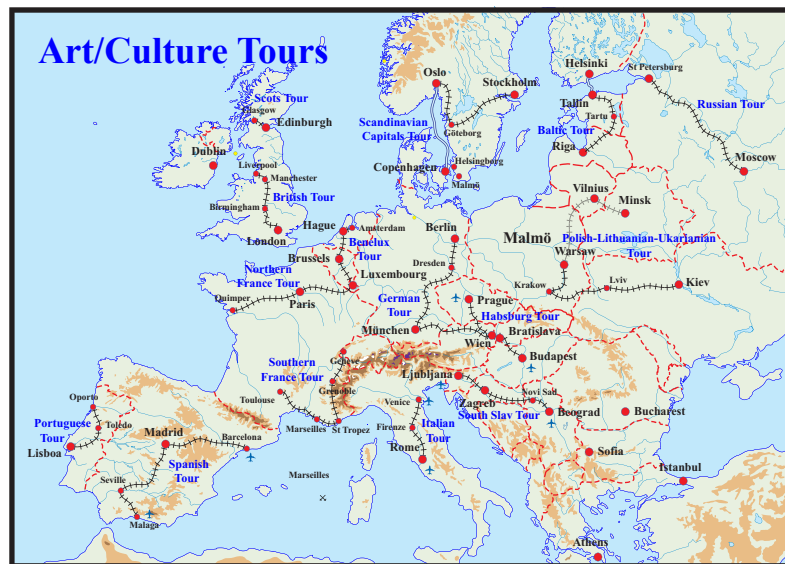 Art/Culture Tours
Helsinki
St Petersburg
Oslo
Stockholm
Scots Tour
Glasgow
Edinburgh
Tallin
Russian Tour
Scandinavian
Capitals Tour
Tartu
Göteborg
Baltic Tour
Dublin
Riga
Liverpool
Helsingborg
Copenhagen
Moscow
Manchester
Malmö
Vilnius
British Tour
Minsk
Birmingham
Hague
Amsterdam
Berlin
London
Malmö
Polish-Lithuanian-Ukarianian
Tour
Benelux
Tour
Brussels
Warsaw
Dresden
Northern
France Tour
Luxembourg
Lviv
Krakow
Kiev
Quimper
Paris
German
Tour
Prague
Habsburg Tour
München
Bratislava
Wien
Geneve
Budapest
Southern
France Tour
Ljubljana
Grenoble
Toulouse
Venice
Zagreb
Novi Sad
Oporto
South Slav Tour
Beograd
Bucharest
Marseilles
St Tropez
Firenze
Italian
Tour
Portuguese
Tour
Toledo
Madrid
Barcelona
Lisboa
Rome
Sofia
Spanish
Tour
Istanbul
Seville
Marseilles
Malaga
Athens